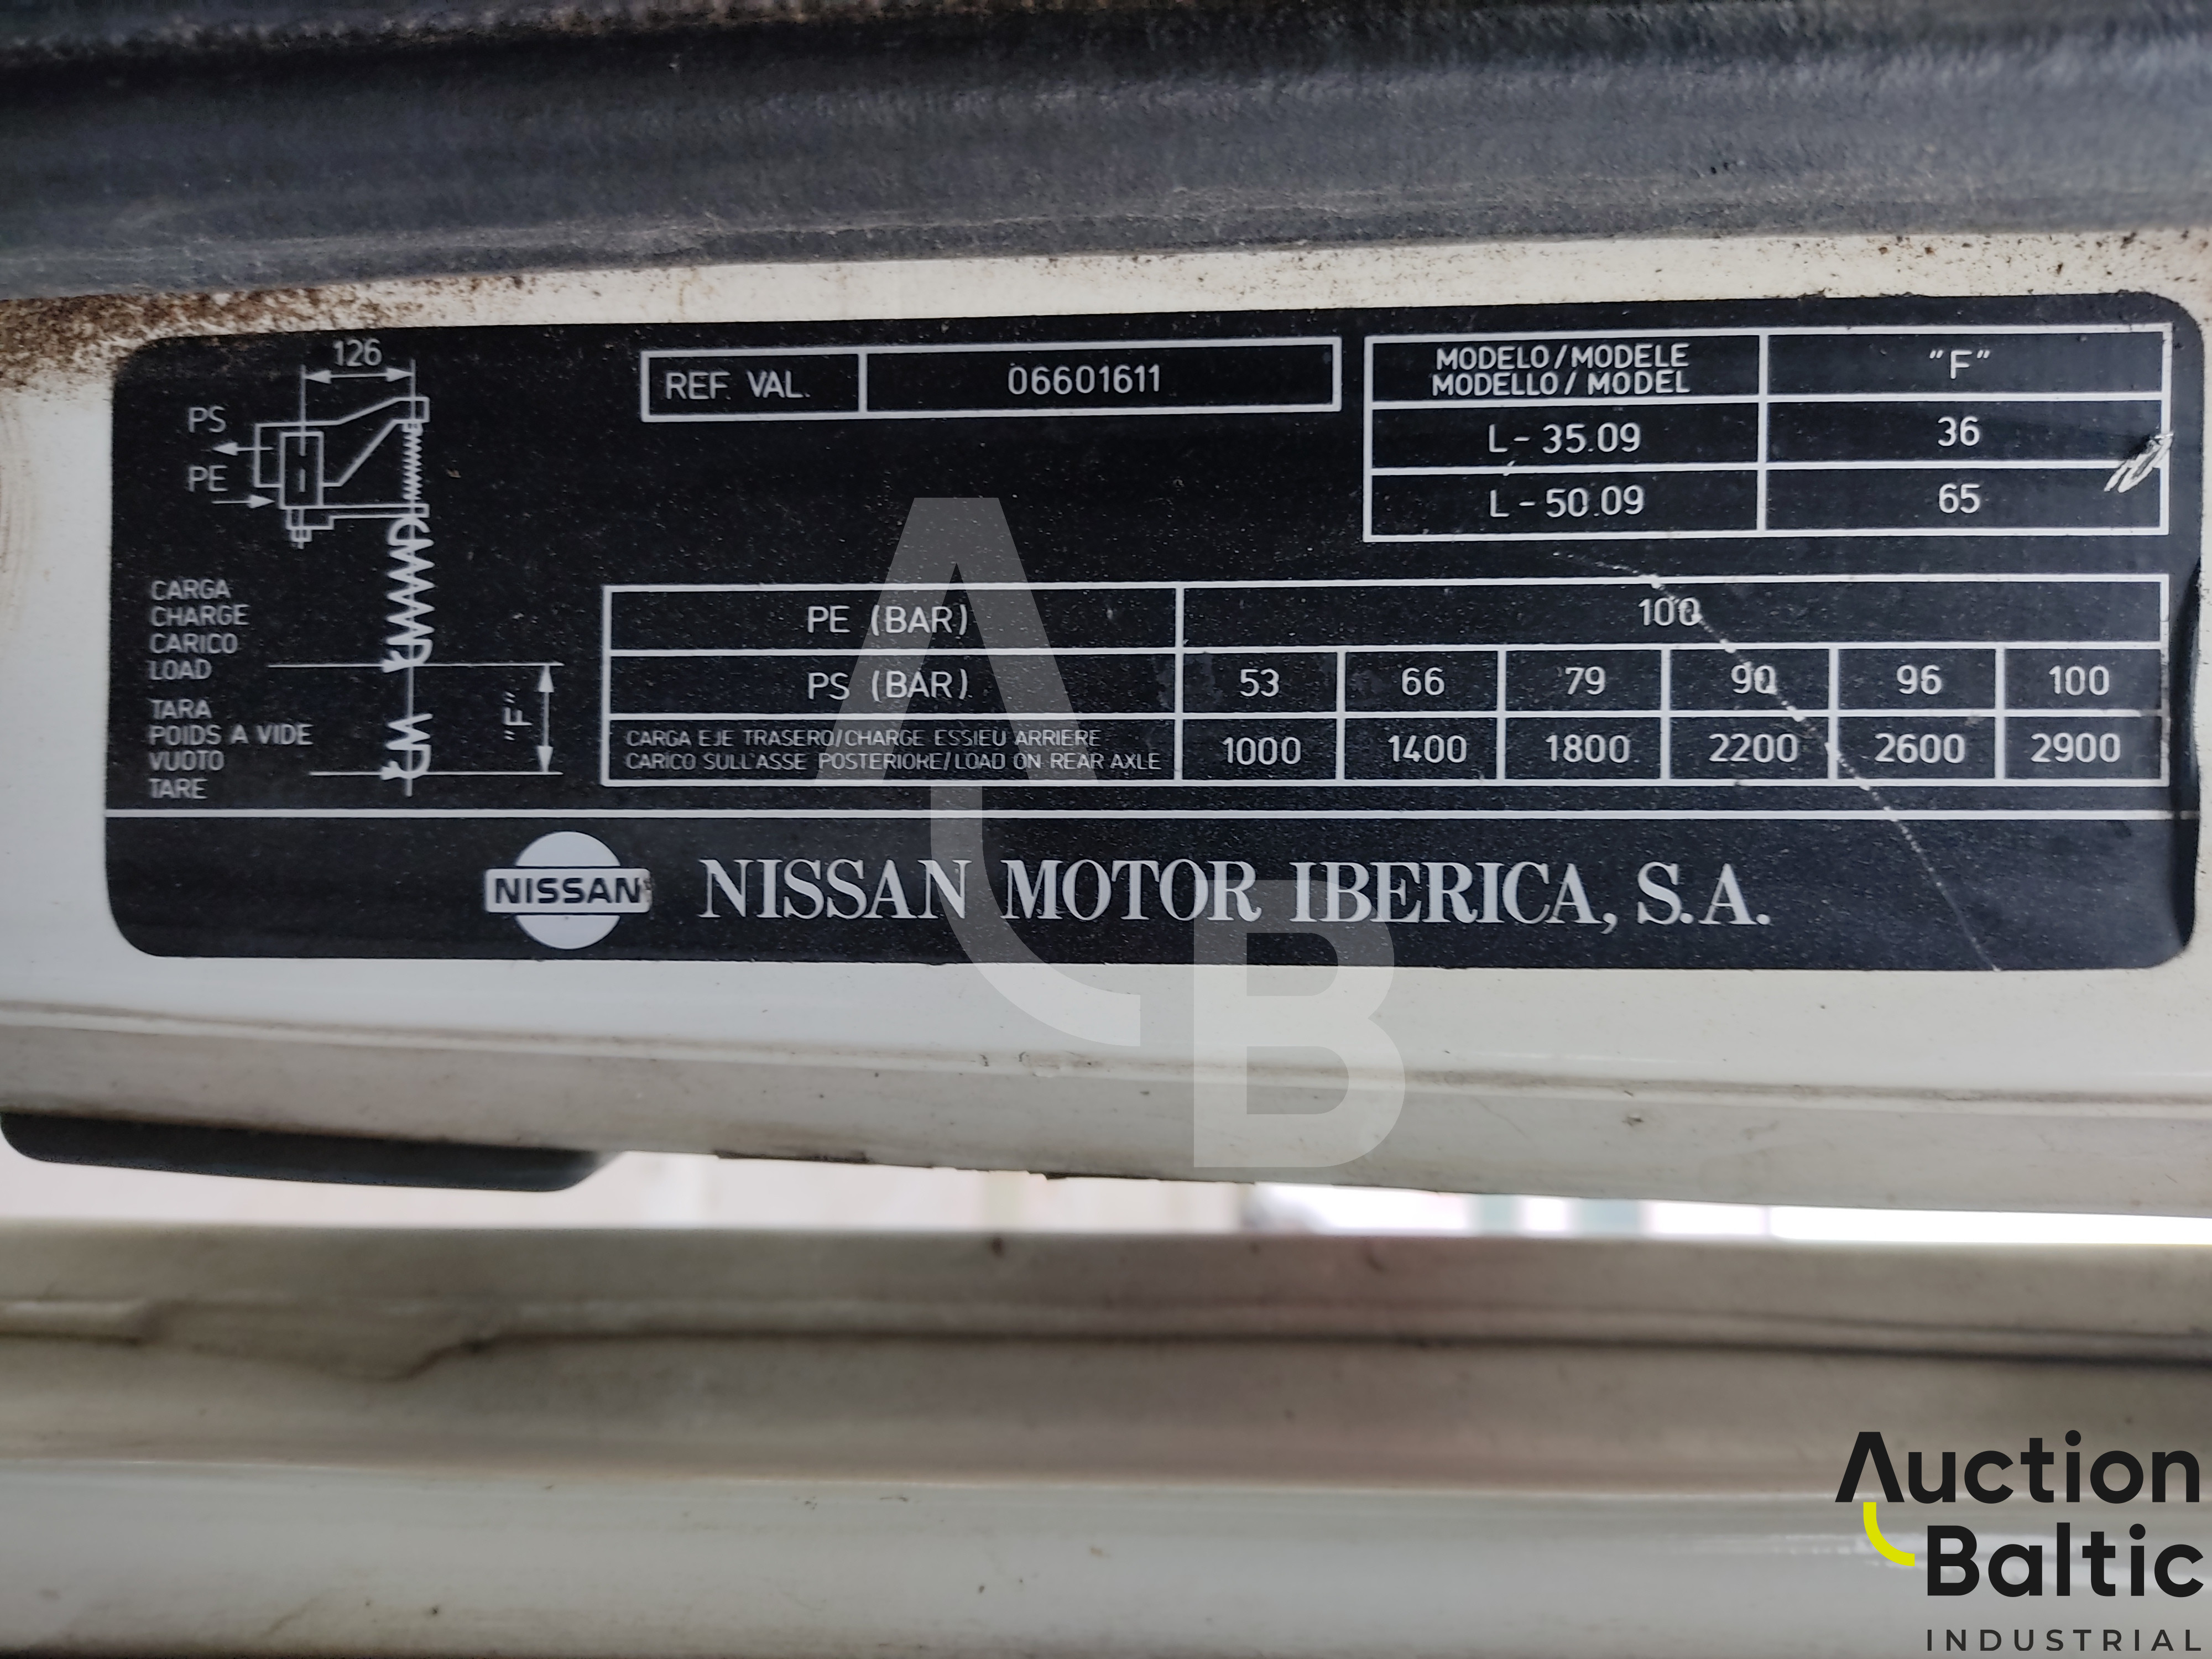 126
PS
PE
CARGA
CHARGE
CARICO
LOAD
TARA
POIDS A VIDE
VUOTO
TARE
"F"
REF. VAL. 06601611
MODELO/MODELE
MODELLO/MODEL "F"
L-35.09 36
L-50.09 65
PE (BAR) 100
PS (BAR) 53 66 79 90 96 100
CARGA EJE TRASERO/CHARGE ESSIEU ARRIERE
CARICO SULL'ASSE POSTERIORE/LOAD ON REAR AXLE
1000 1400 1800 2200 2600 2900
NISSAN
NISSAN MOTOR IBERICA, S.A.
AB
Auction
Baltic
INDUSTRIAL